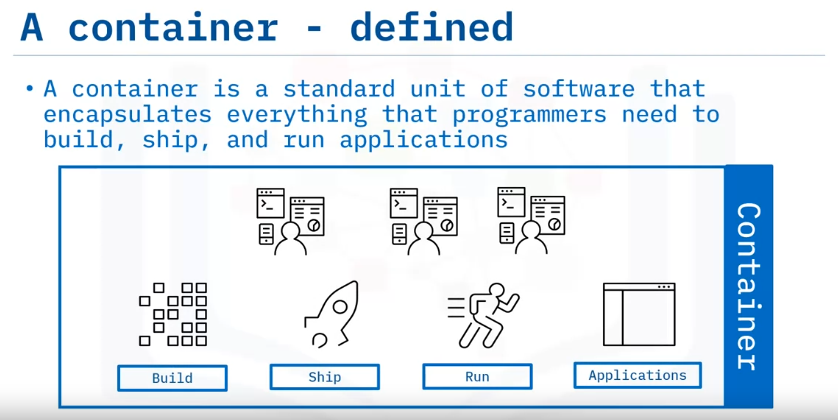 A container - defined
• A container is a standard unit of software that
encapsulates everything that programmers need to
build, ship, and run applications
Container
Build
Ship
Run
Applications